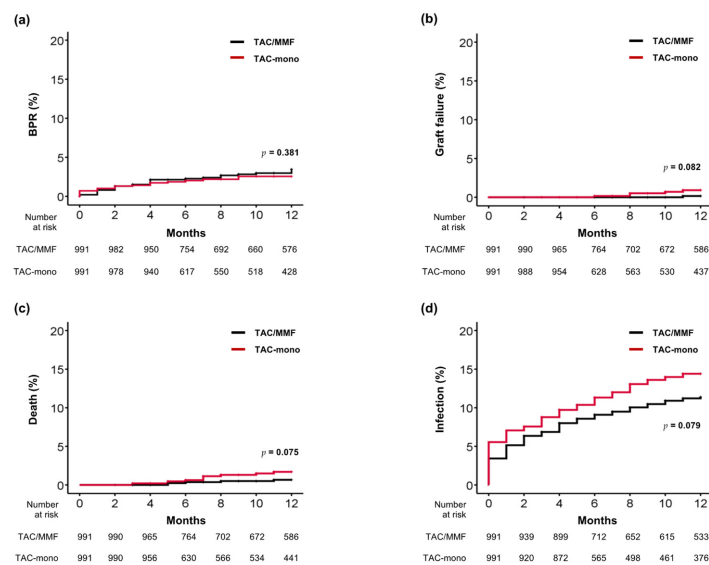 (a)
20
15
10
5
0
BPR (%)
TAC/MMF
TAC-mono
p = 0.381
0 2 4 6 8 10 12
Months
Number
at risk
TAC/MMF 991 982 950 754 692 660 576
TAC-mono 991 978 940 617 550 518 428
(b)
20
15
10
5
0
Graft failure (%)
TAC/MMF
TAC-mono
p = 0.082
0 2 4 6 8 10 12
Months
Number
at risk
TAC/MMF 991 990 965 764 702 672 586
TAC-mono 991 988 954 628 563 530 437
(c)
20
15
10
5
0
Death (%)
TAC/MMF
TAC-mono
p = 0.075
0 2 4 6 8 10 12
Months
Number
at risk
TAC/MMF 991 990 965 764 702 672 586
TAC-mono 991 990 956 630 566 534 441
(d)
20
15
10
5
0
Infection (%)
TAC/MMF
TAC-mono
p = 0.079
0 2 4 6 8 10 12
Months
Number
at risk
TAC/MMF 991 939 899 712 652 615 533
TAC-mono 991 920 872 565 498 461 376